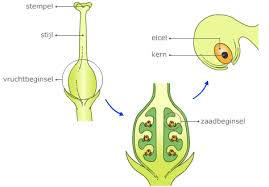 stempel
stijl
vruchtbeginsel
eicel
kern
zaadbeginsel